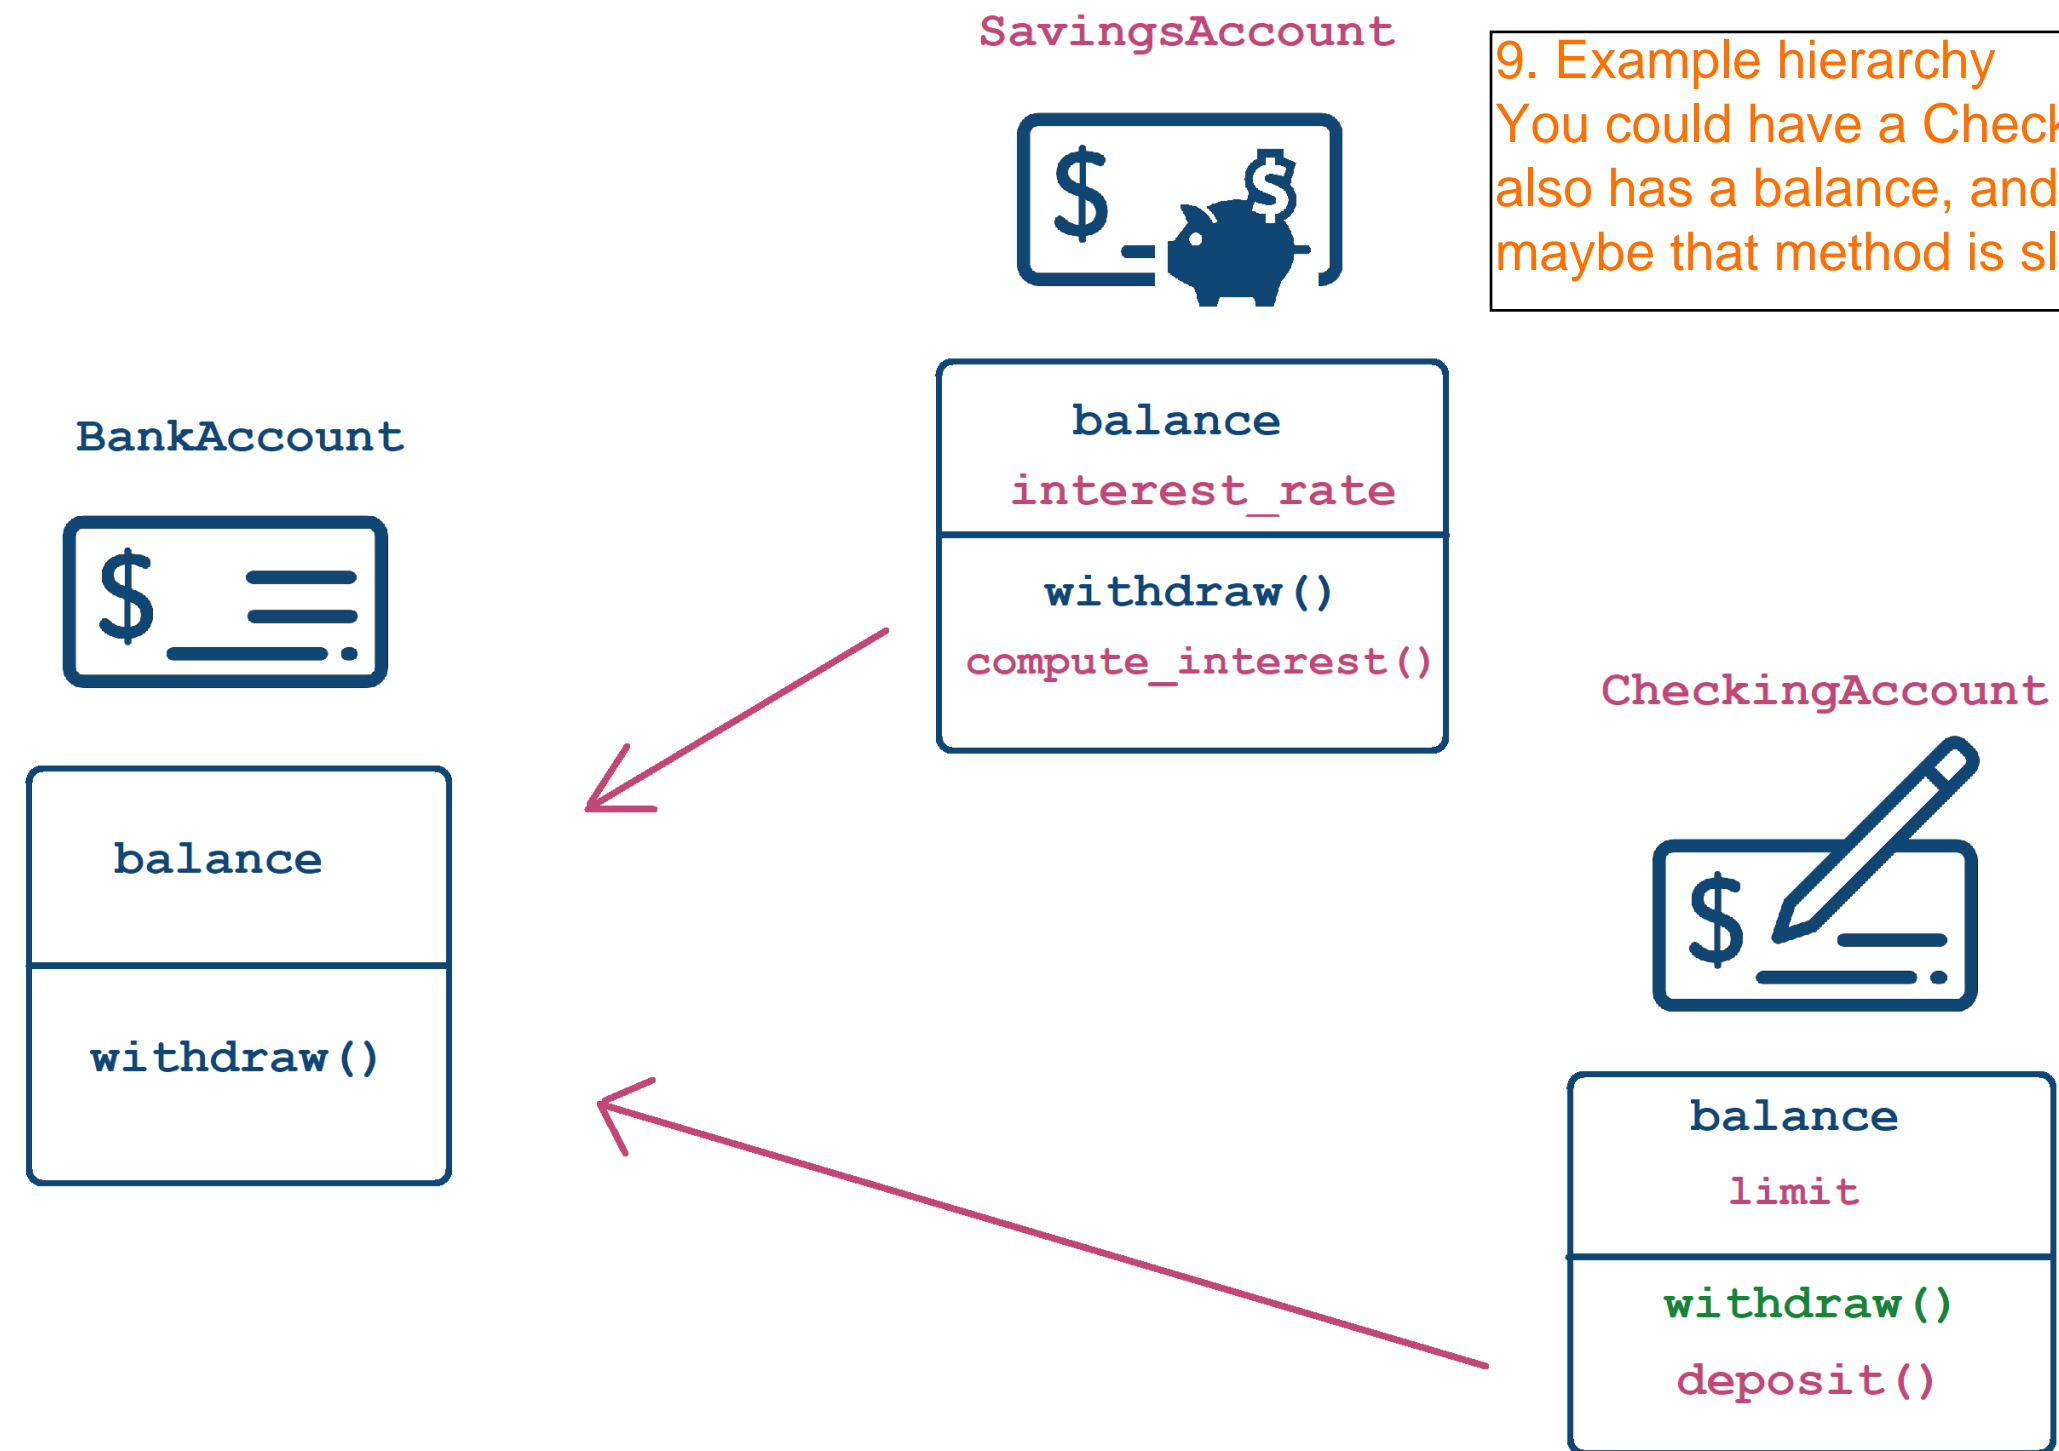 SavingsAccount
9. Example hierarchy
You could have a Check
also has a balance, and
maybe that method is sl
$
$
balance
interest_rate
withdraw()
compute_interest()
BankAccount
$
balance
withdraw()
CheckingAccount
$
balance
limit
withdraw()
deposit()